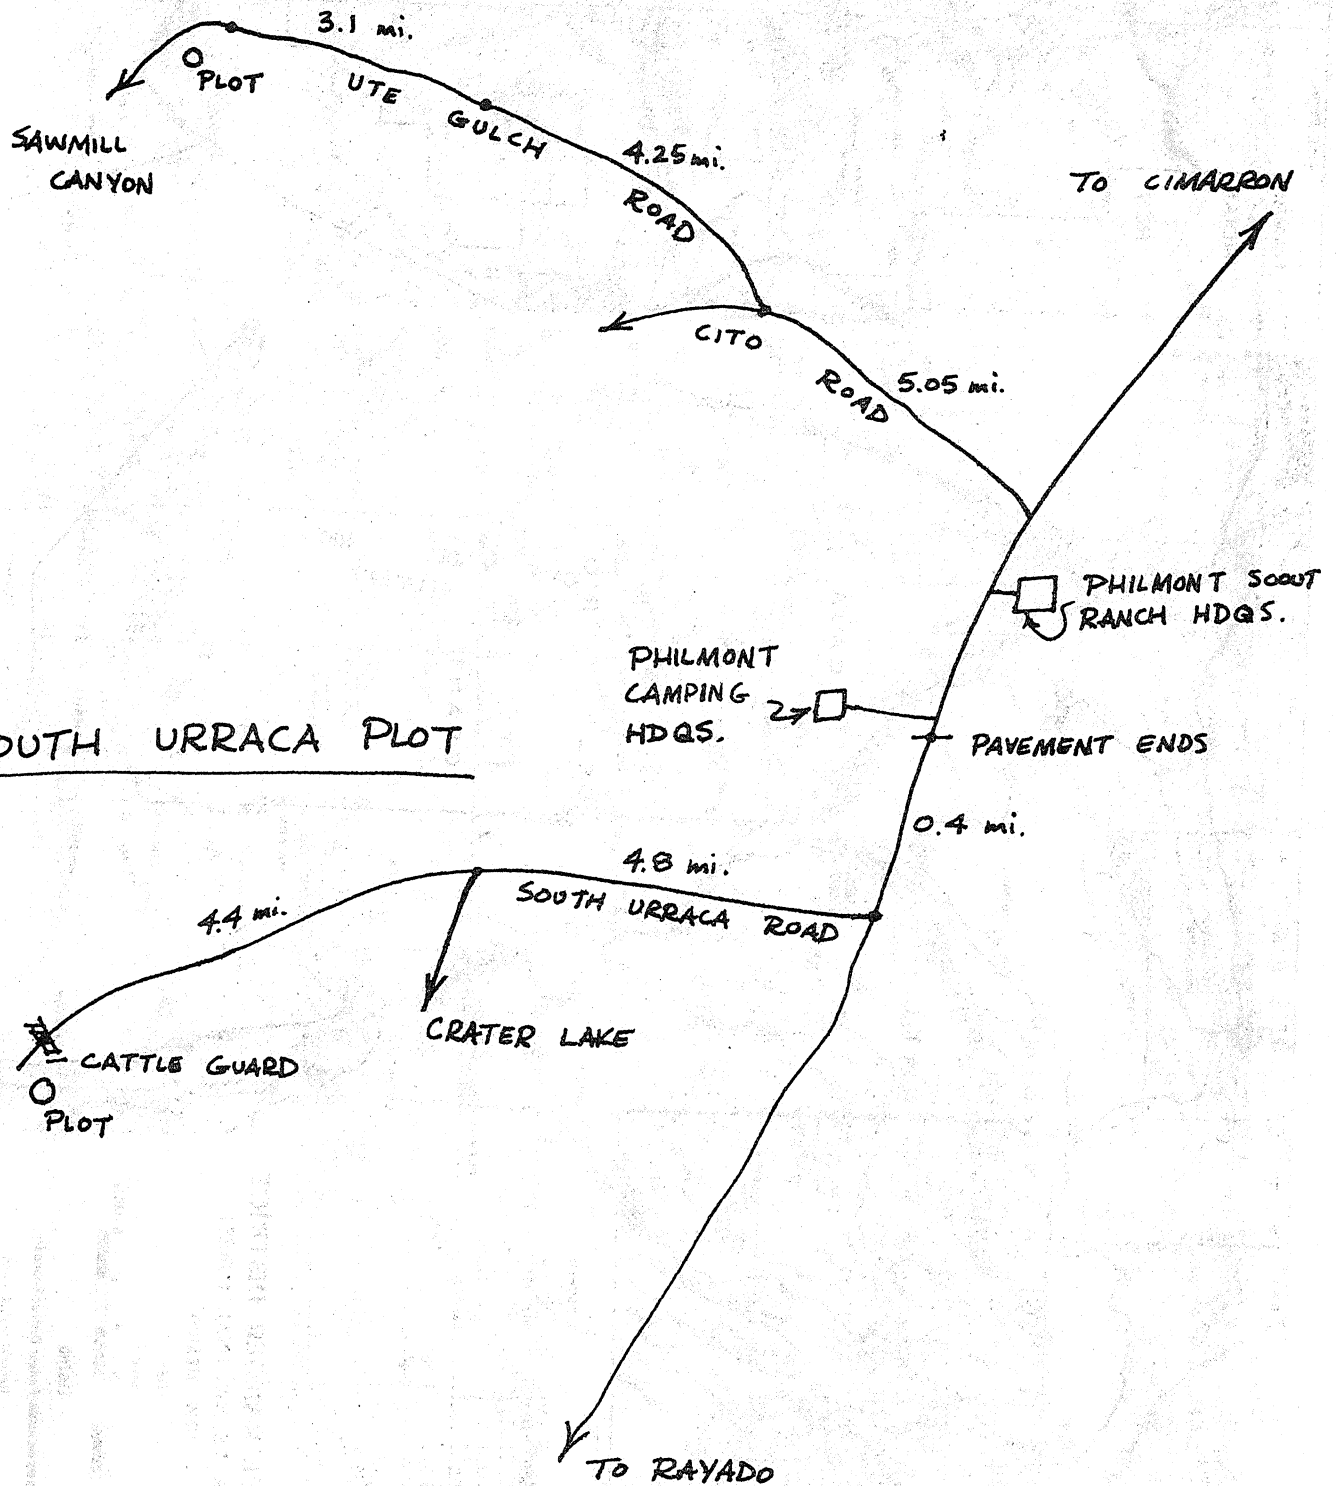 3.1 mi.
PLOT
UTE
GULCH
ROAD
SAWMILL
CANYON
4.25 mi.
TO CIMARRON
CITO
ROAD
5.05 mi.
PHILMONT SCOUT
RANCH HDQS.
PHILMONT
CAMPING
HDQS.
PAVEMENT ENDS
OUTH URRACA PLOT
0.4 mi.
4.8 mi.
SOUTH URRACA ROAD
4.4 mi.
CRATER LAKE
CATTLE GUARD
PLOT
TO RAYADO